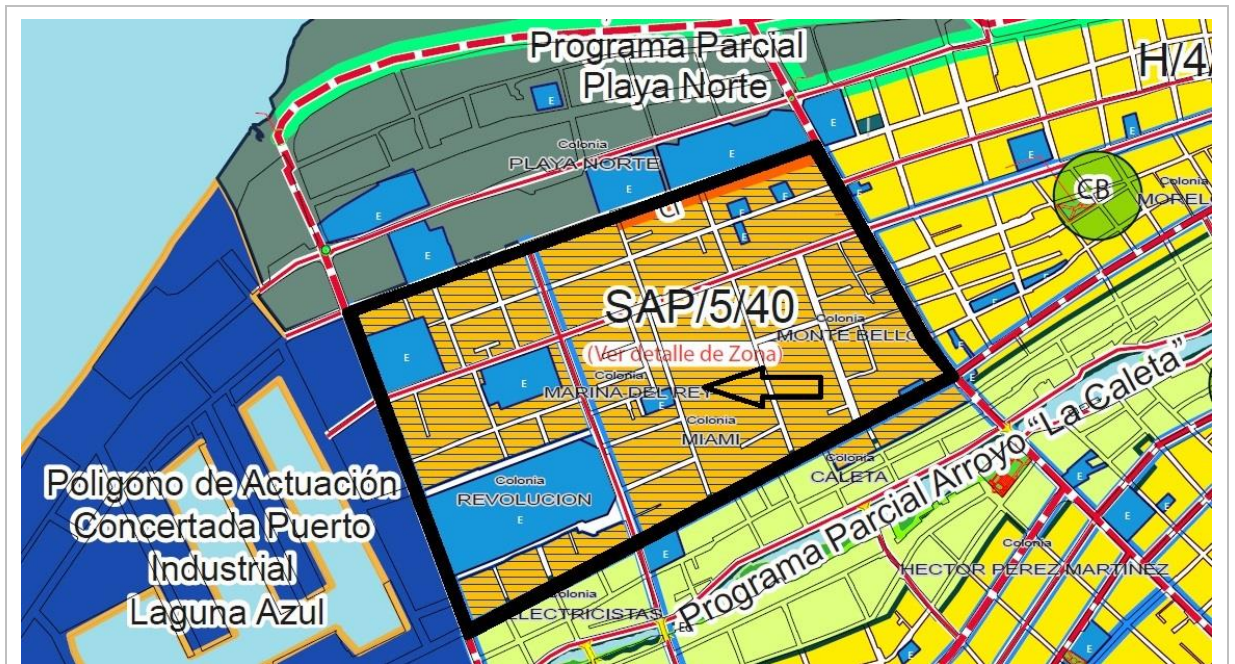 Programa Parcial
Playa Norte
H/4/
E
Colonia
PLAYA NORTE
E
E
E
E
CB
Colonia
MOREL
E
E
E
E
SAP/5/40
(Ver detalle de Zona)
Colonia
MONTE BELLO
E
E
Colonia
MARINA DEL REY
E
Colonia
MIAMI
Colonia
CALETA
Colonia
REVOLUCION
E
Programa Parcial Arroyo "La Caleta"
Poligono de Actuación
Concertada Puerto
Industrial
Laguna Azul
Colonia
HECTOR PEREZ MARTINEZ
E
E
Colonia
ELECTRICISTAS
E
E